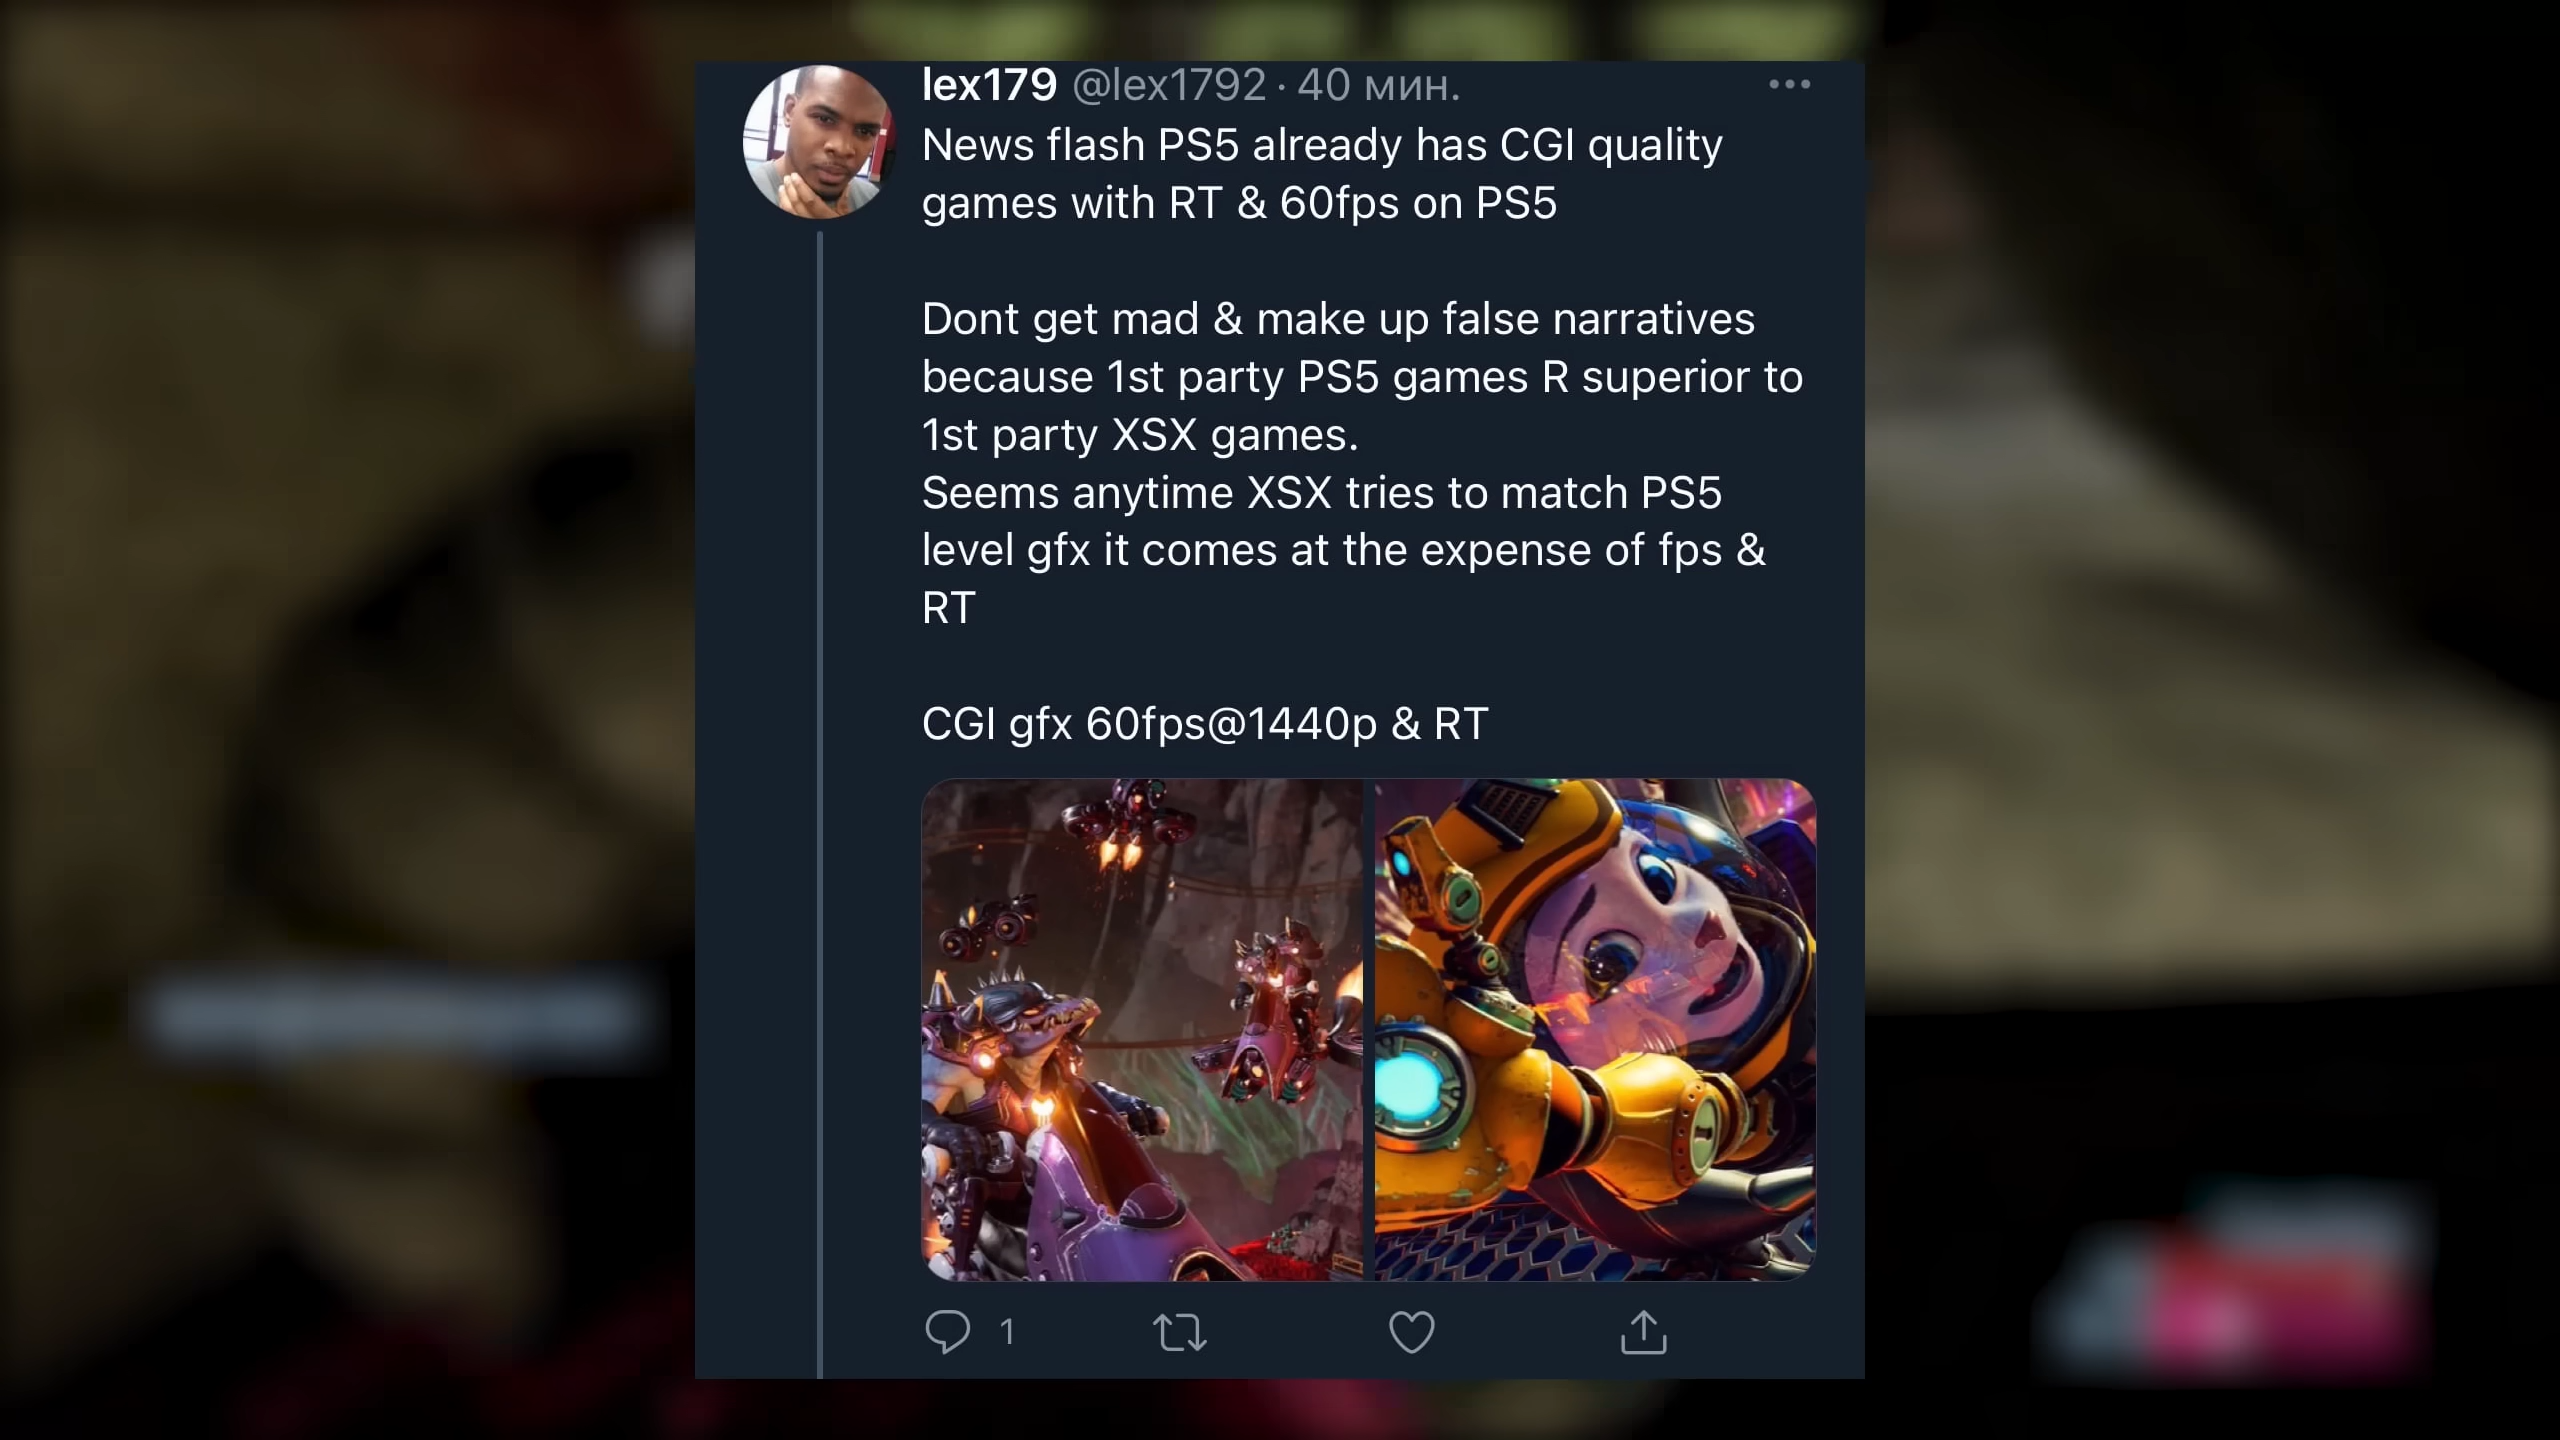 lex179 @lex1792 · 40 мин.
News flash PS5 already has CGI quality
games with RT & 60fps on PS5
Dont get mad & make up false narratives
because 1st party PS5 games R superior to
1st party XSX games.
Seems anytime XSX tries to match PS5
level gfx it comes at the expense of fps &
RT
CGI gfx 60fps@1440p & RT
1